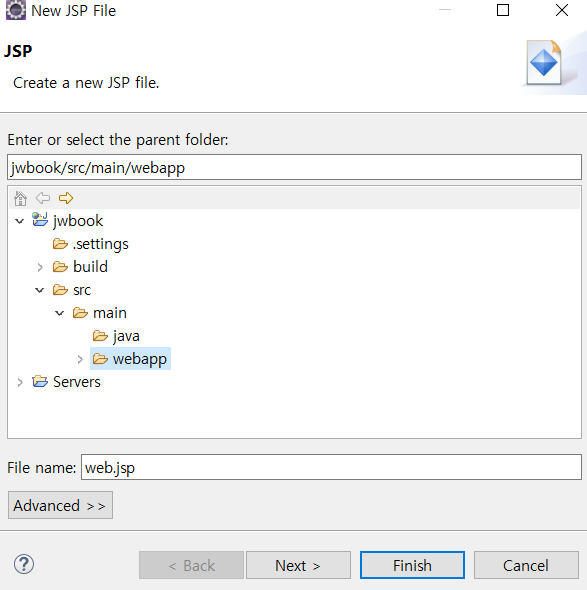 New JSP File
JSP
Create a new JSP file.
Enter or select the parent folder:
jwbook/src/main/webapp
jwbook
.settings
build
src
main
java
webapp
Servers
File name: web.jsp
Advanced >>
? < Back Next > Finish Cancel